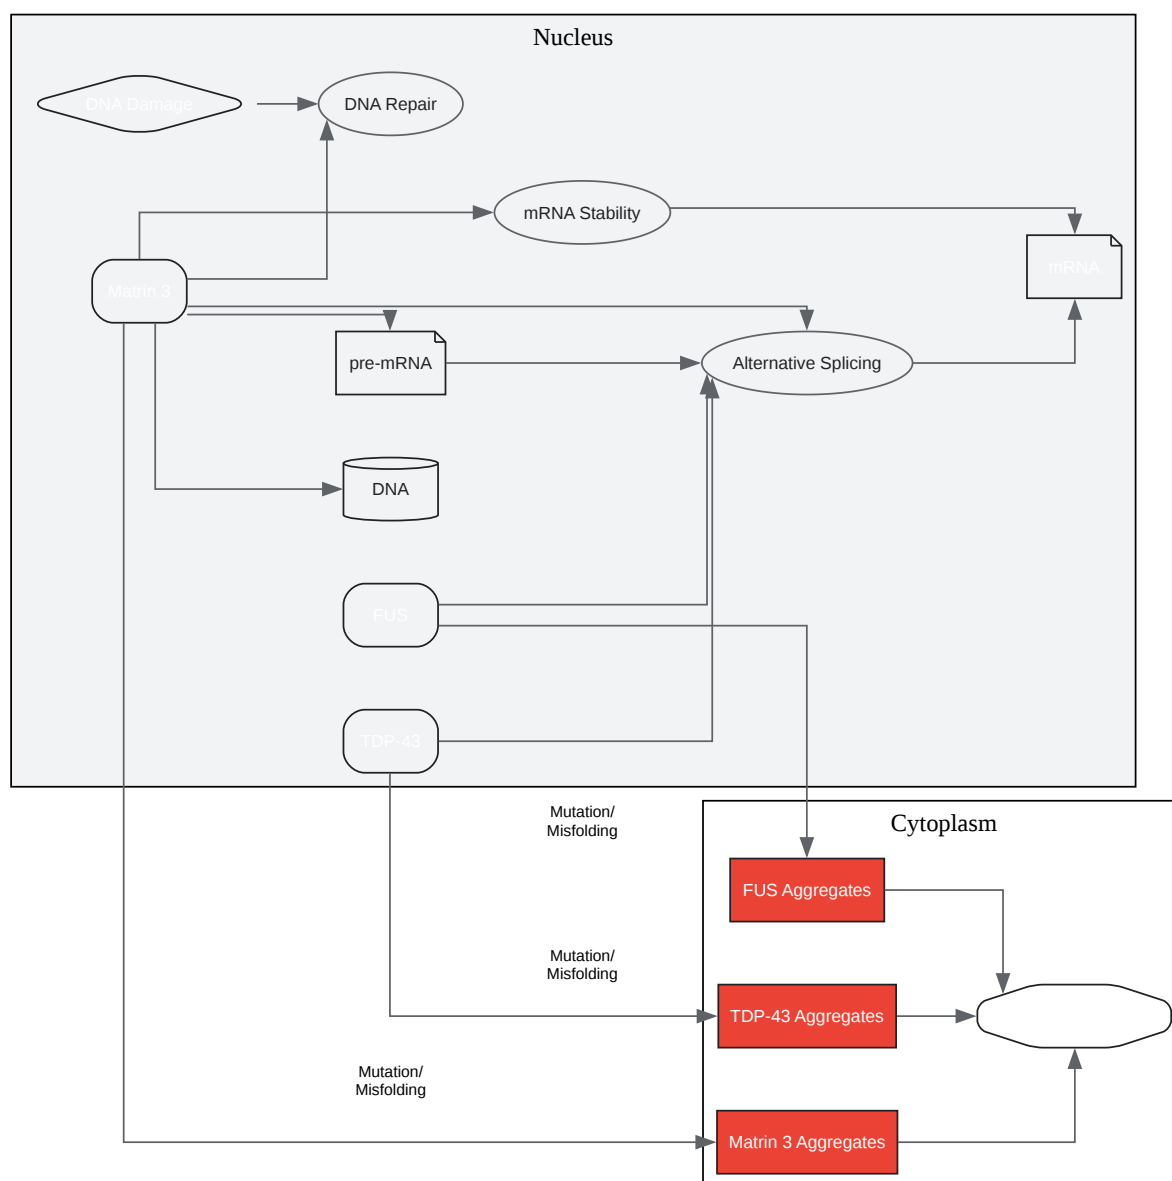 Nucleus
DNA Damage
DNA Repair
mRNA Stability
mRNA
Matrin 3
pre-mRNA
Alternative Splicing
DNA
FUS
TDP-43
Mutation/
Misfolding
Cytoplasm
FUS Aggregates
Mutation/
Misfolding
TDP-43 Aggregates
Mutation/
Misfolding
Matrin 3 Aggregates